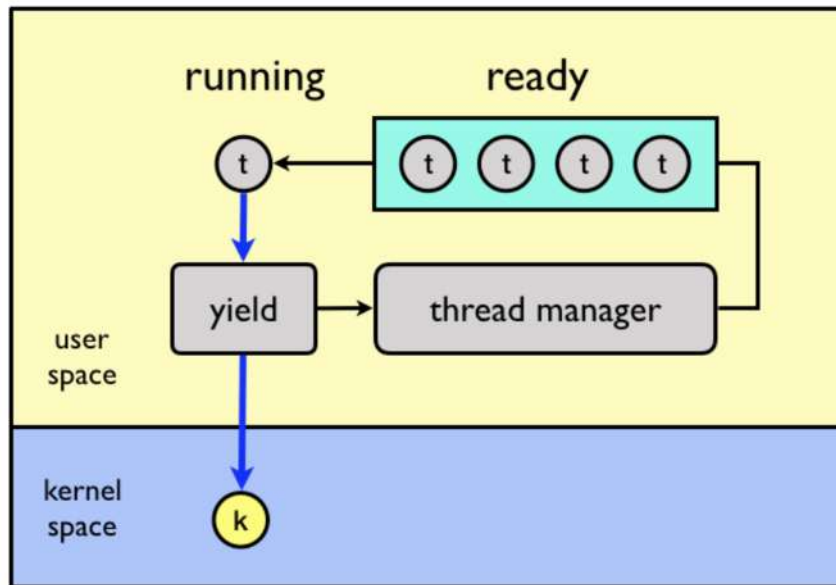 running
ready
t
t
t
t
t
yield
thread manager
user
space
kernel
space
k